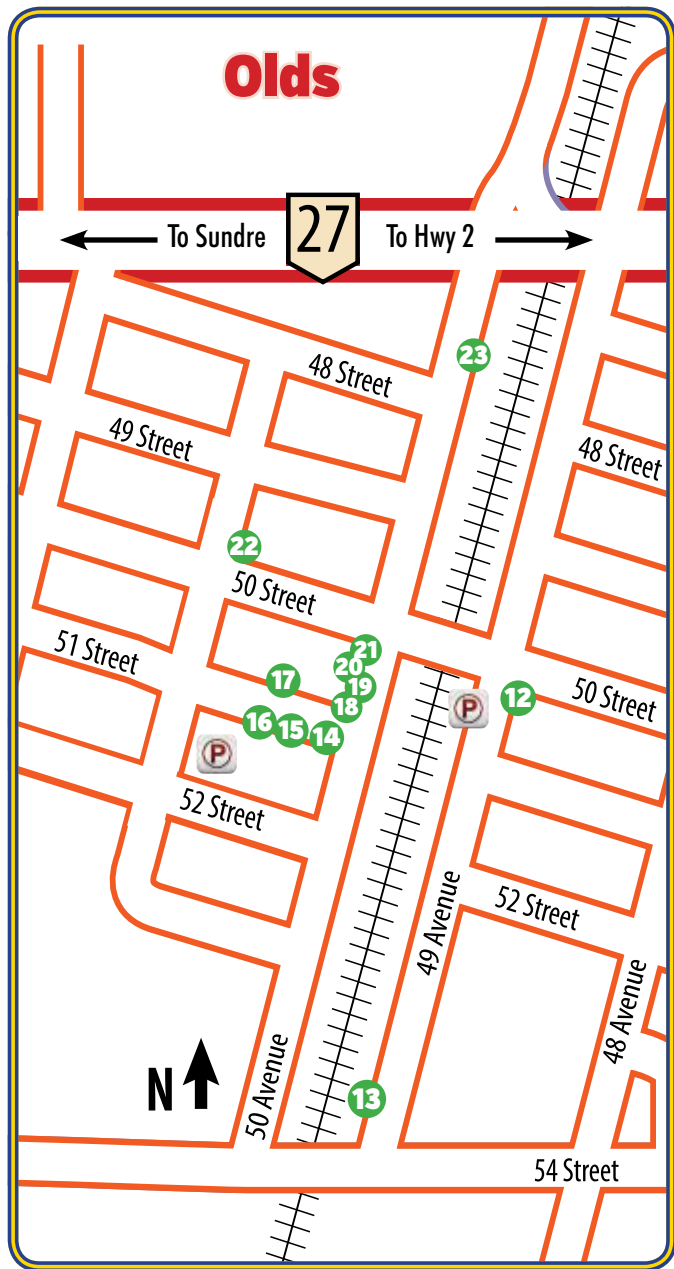 Olds
To Sundre
27
To Hwy 2
23
48 Street
49 Street
48 Street
22
50 Street
21
20
51 Street
17
19
18
12
50 Street
P
16
15
14
P
52 Street
49 Avenue
52 Street
48 Avenue
N
50 Avenue
13
54 Street